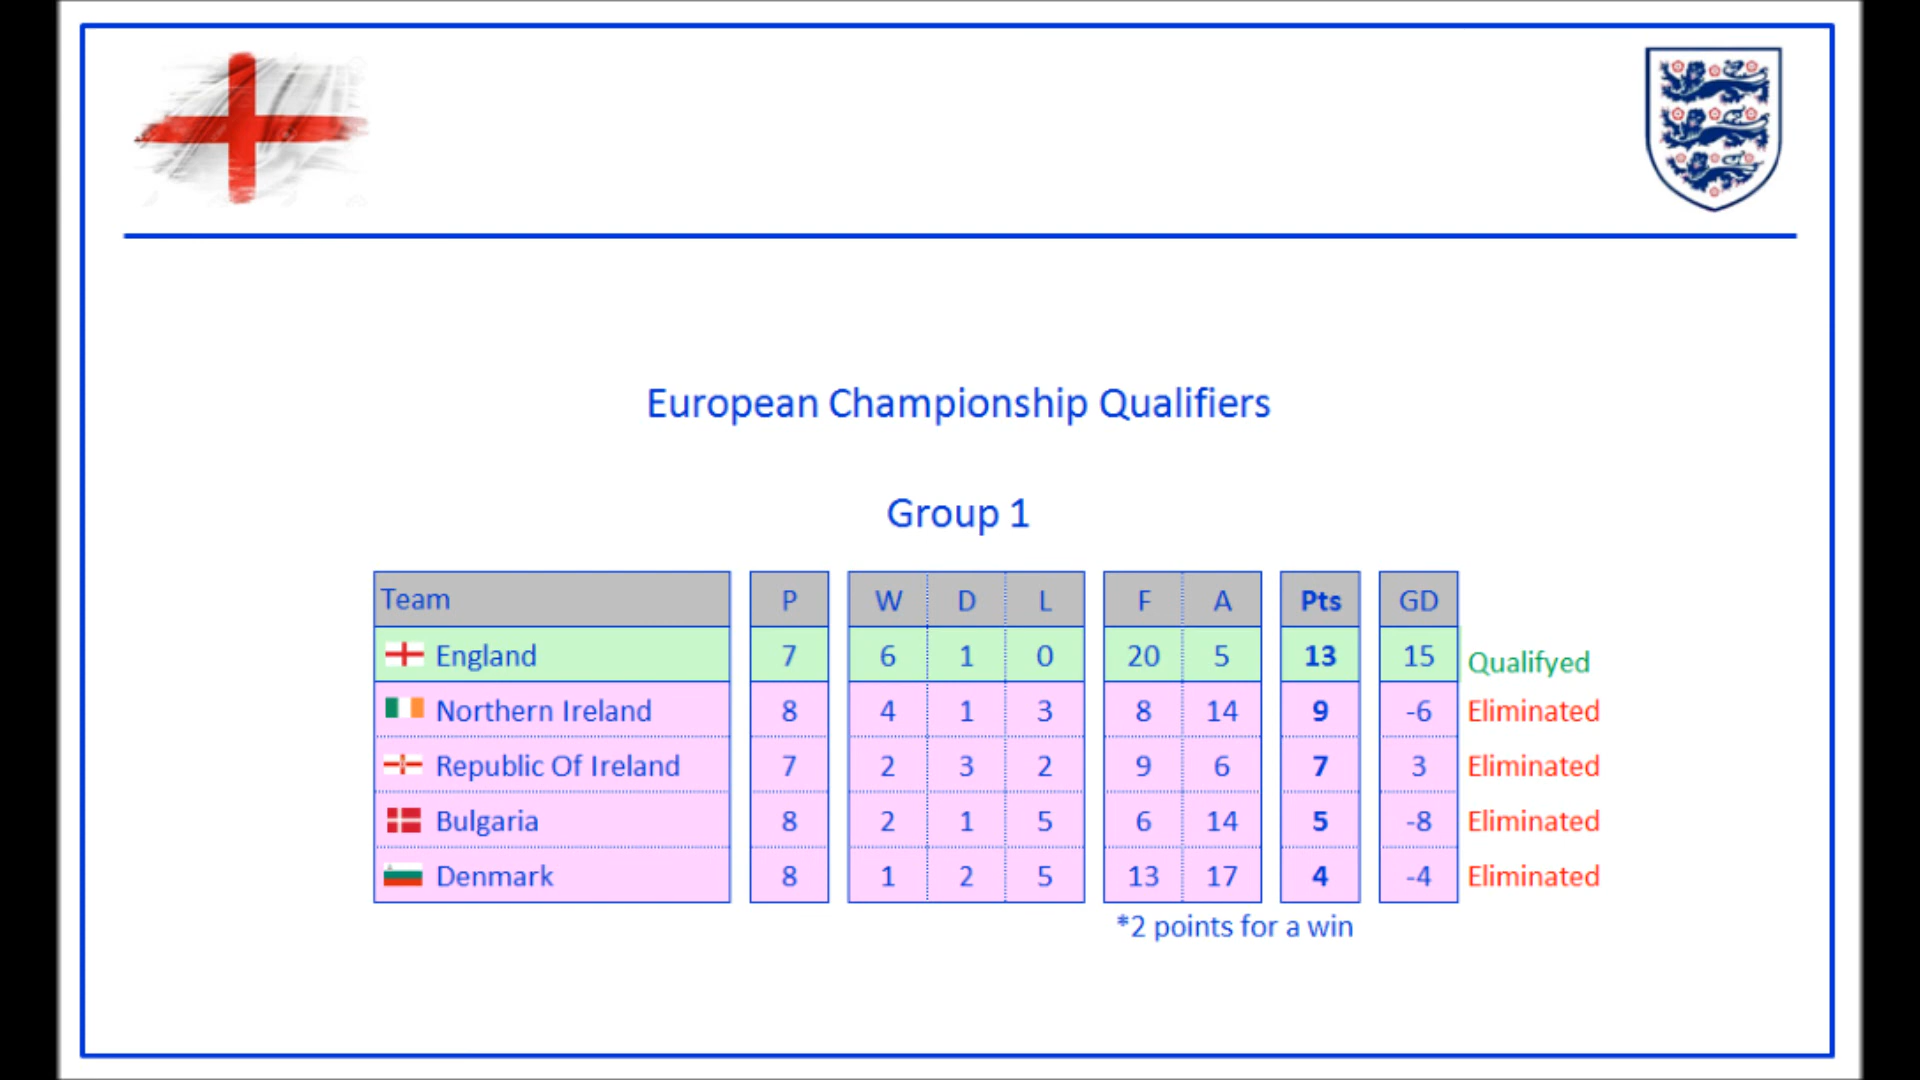 European Championship Qualifiers
Group 1
Team P W D L F A Pts GD
England 7 6 1 0 20 5 13 15 Qualifyed
Northern Ireland 8 4 1 3 8 14 9 -6 Eliminated
Republic Of Ireland 7 2 3 2 9 6 7 3 Eliminated
Bulgaria 8 2 1 5 6 14 5 -8 Eliminated
Denmark 8 1 2 5 13 17 4 -4 Eliminated
*2 points for a win